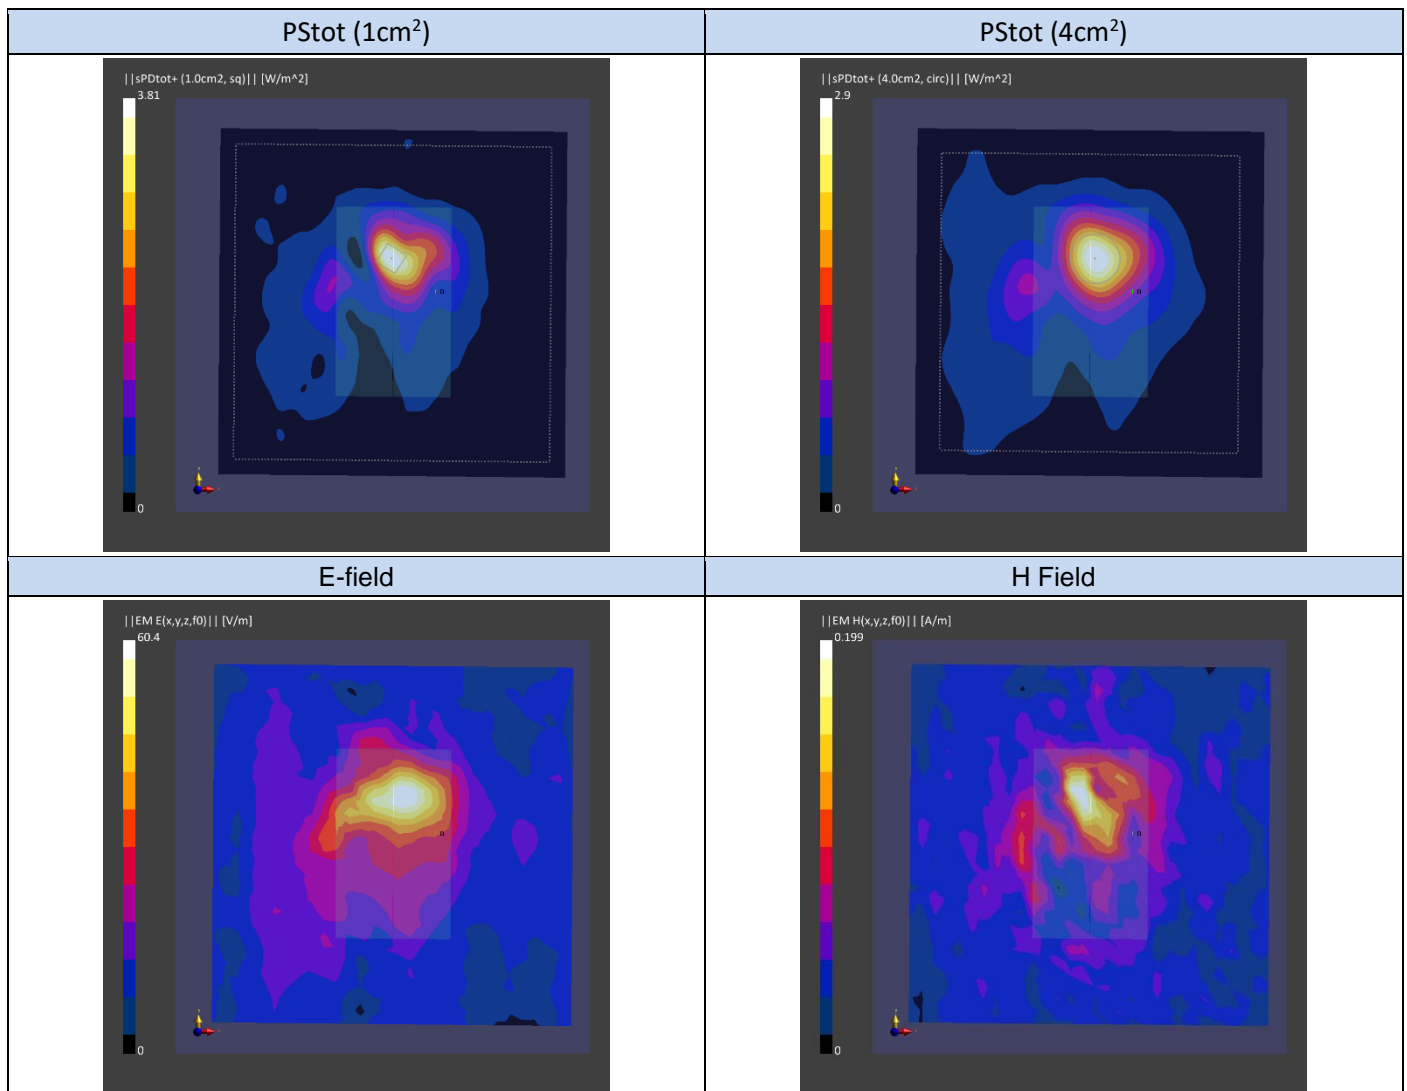 PStot (1cm²)
PStot (4cm²)
||sPDtot+ (1.0cm2, sq)|| [W/m^2]
3.81
0
||sPDtot+ (4.0cm2, circ)|| [W/m^2]
2.9
0
E-field
H Field
||EM E(x,y,z,f0)|| [V/m]
60.4
0
||EM H(x,y,z,f0)|| [A/m]
0.199
0